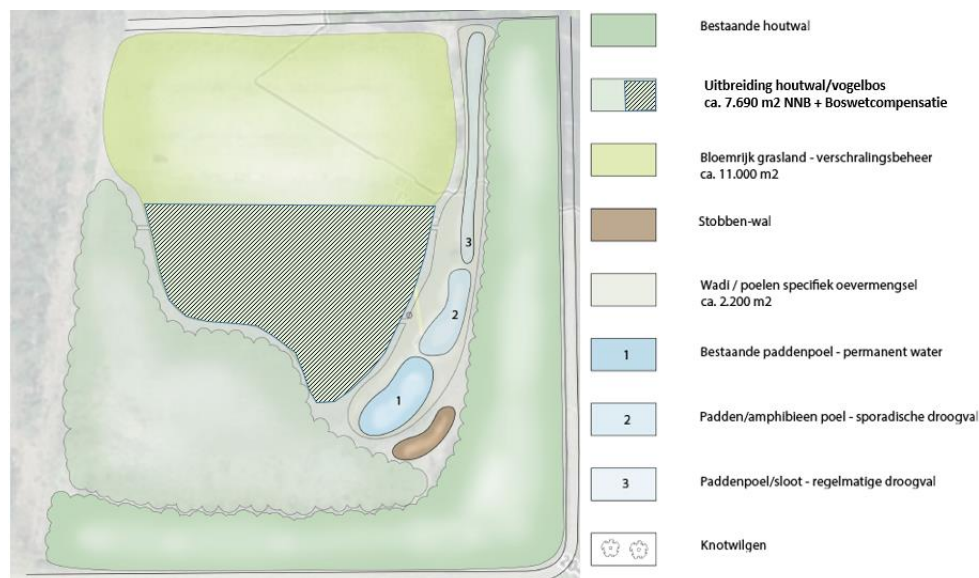 Bestaande houtwal
Uitbreiding houtwal/vogelbos
ca. 7.690 m2 NNB + Boswetcompensatie
Bloemrijk grasland - verschralingsbeheer
ca. 11.000 m2
Stobben-wal
Wadi / poelen specifiek oevermengsel
ca. 2.200 m2
1
Bestaande paddenpoel - permanent water
2
Padden/amphibieen poel - sporadische droogval
3
Paddenpoel/sloot - regelmatige droogval
Knotwilgen
3
2
1